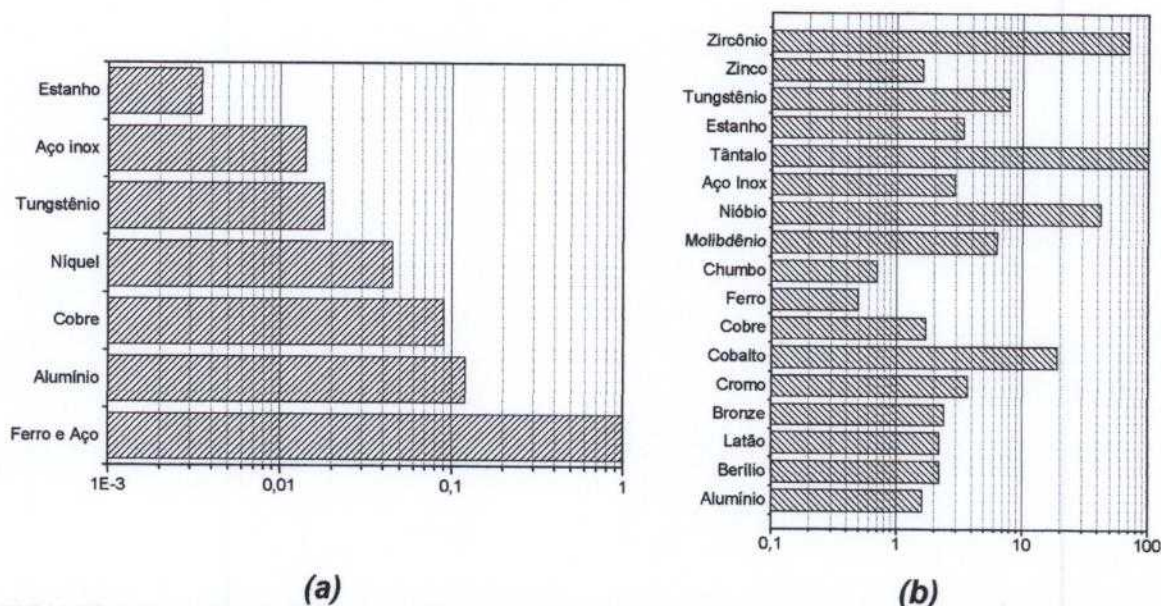 Estanho
Aço inox
Tungstênio
Níquel
Cobre
Alumínio
Ferro e Aço
1E-3 0,01 0,1 1
(a)
Zircônio
Zinco
Tungstênio
Estanho
Tântalo
Aço Inox
Nióbio
Molibdênio
Chumbo
Ferro
Cobre
Cobalto
Cromo
Bronze
Latão
Berílio
Alumínio
0,1 1 10 100
(b)